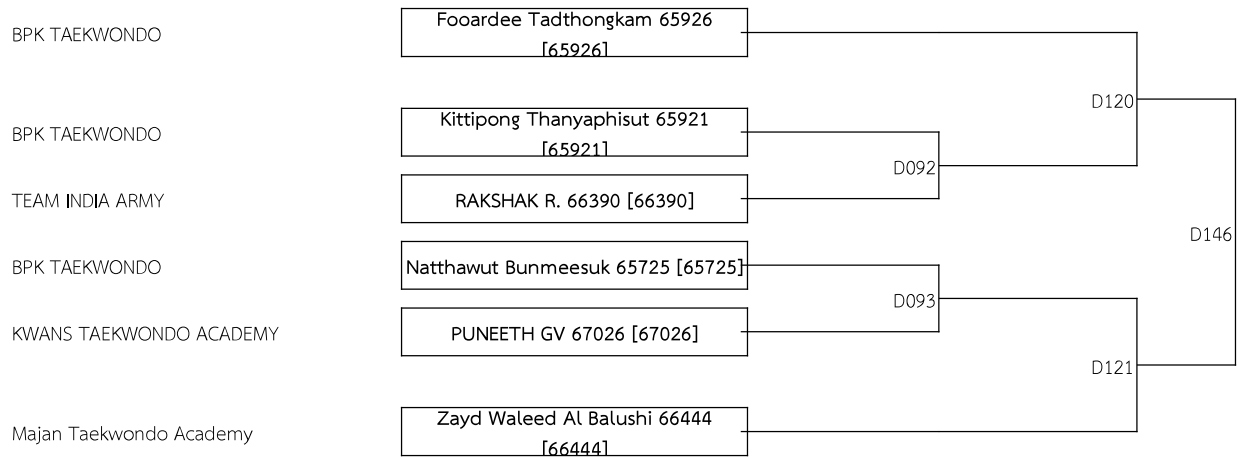 BPK TAEKWONDO
Fooardee Tadthongkam 65926
[65926]
D120
BPK TAEKWONDO
Kittipong Thanyaphisut 65921
[65921]
D092
TEAM INDIA ARMY
RAKSHAK R. 66390 [66390]
D146
BPK TAEKWONDO
Natthawut Bunmeesuk 65725 [65725]
D093
KWANS TAEKWONDO ACADEMY
PUNEETH GV 67026 [67026]
D121
Majan Taekwondo Academy
Zayd Waleed Al Balushi 66444
[66444]